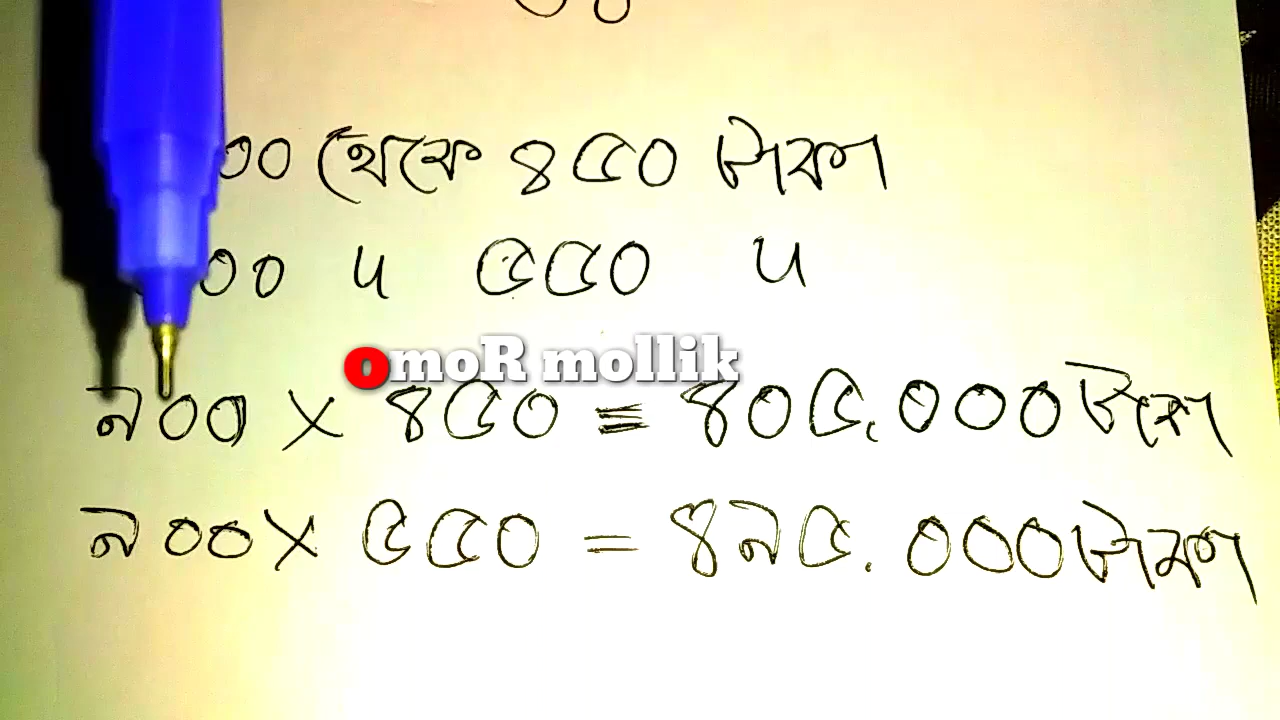 ০০ থেকে ৪৫০ টাকা
০০ ৸ ৫৫০ ৸
omoR mollik
৯০০ × ৪৫০ = ৪০৫.০০০ টাকা
৯০০ × ৫৫০ = ৪৯৫.০০০ টাকা